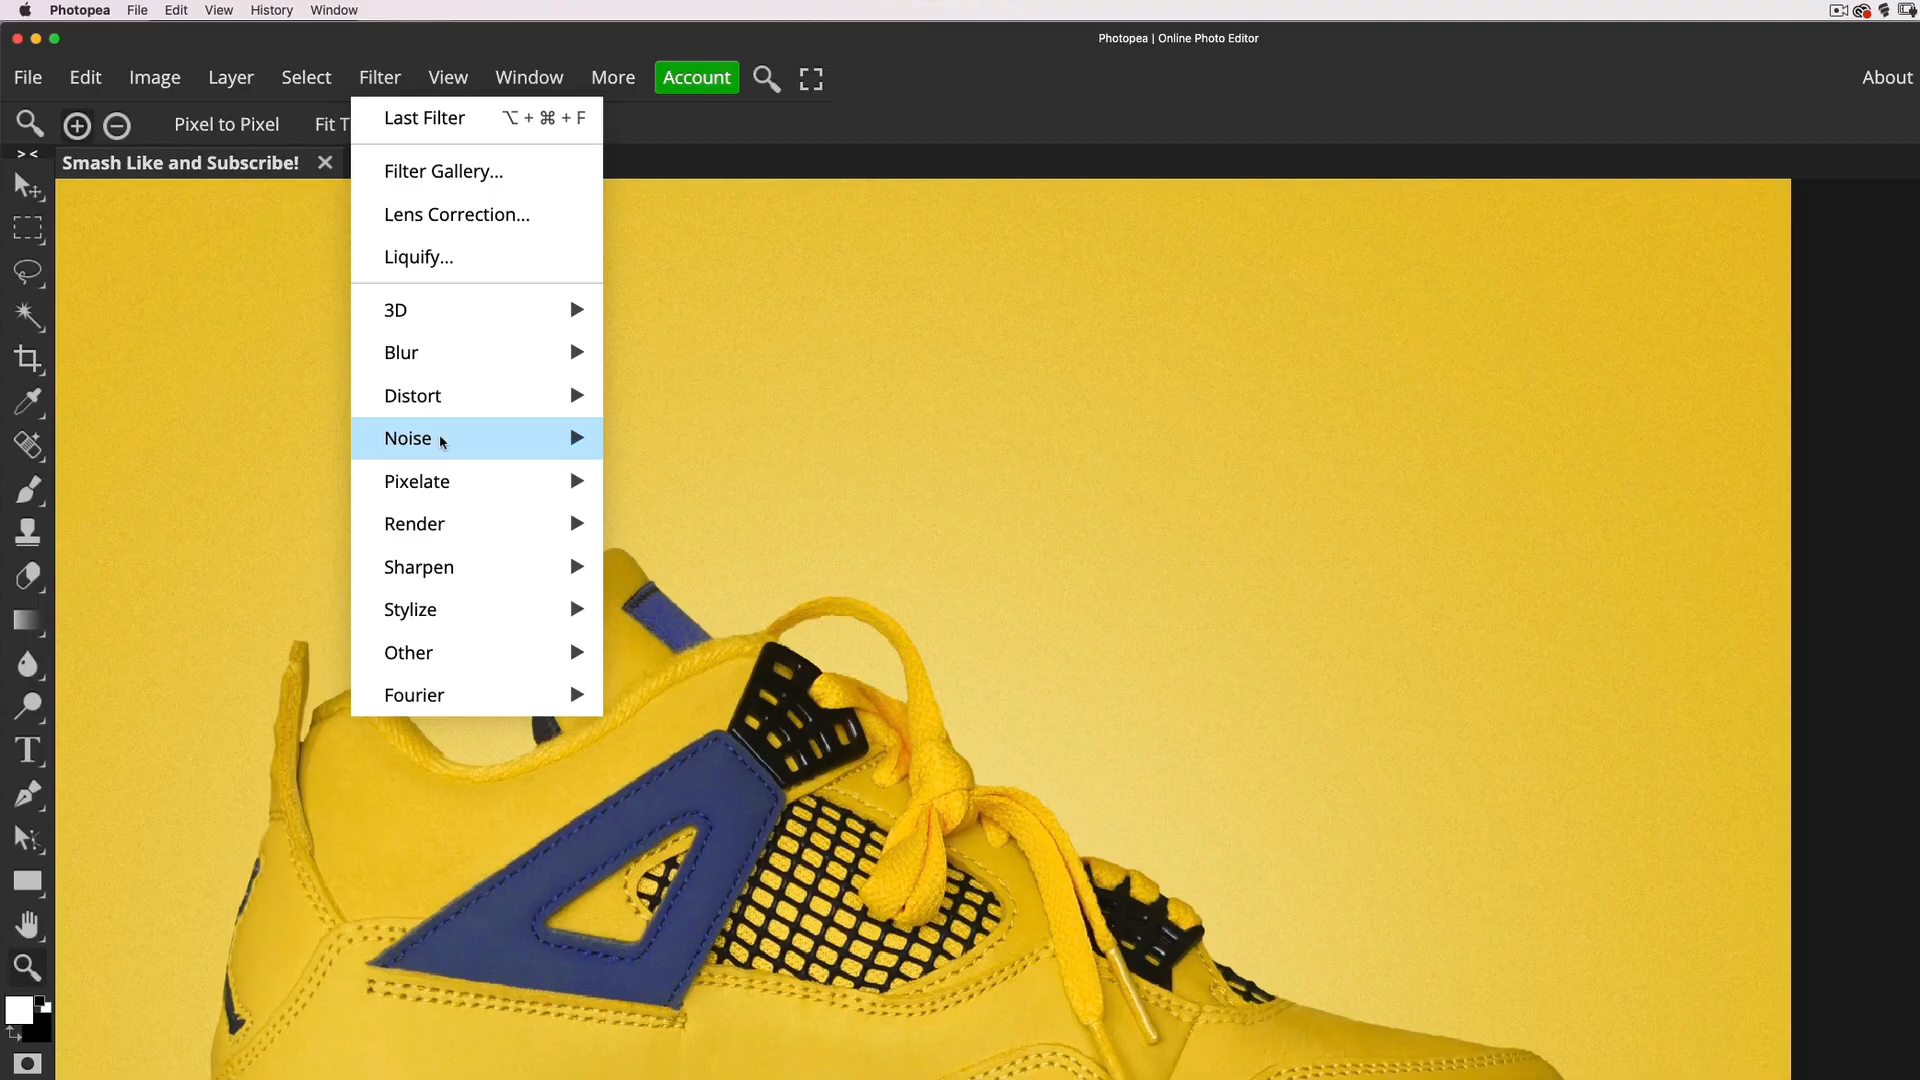 Photopea File Edit View History Window
Photopea | Online Photo Editor
File Edit Image Layer Select Filter View Window More Account About
Pixel to Pixel Fit T
Smash Like and Subscribe!
Last Filter ⌥ + ⌘ + F
Filter Gallery...
Lens Correction...
Liquify...
3D
Blur
Distort
Noise
Pixelate
Render
Sharpen
Stylize
Other
Fourier